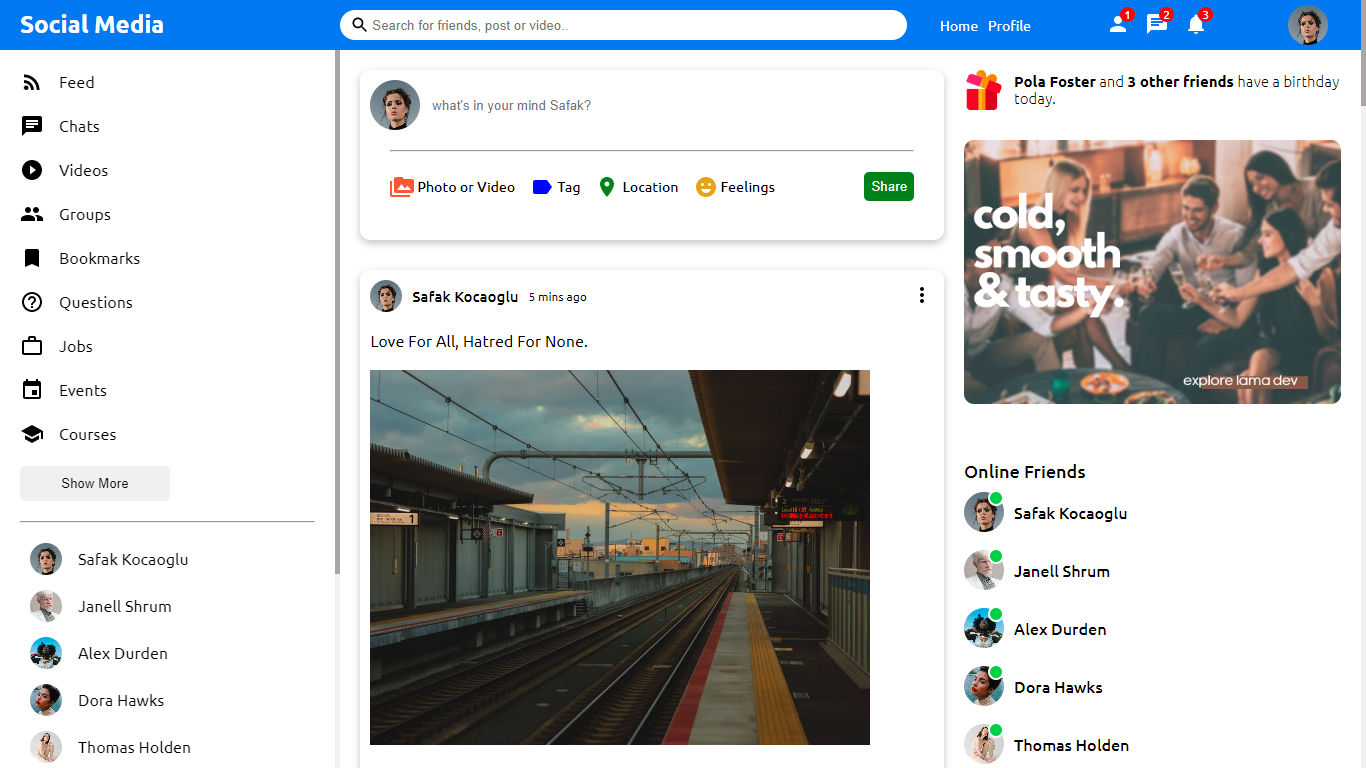 Social Media
Search for friends, post or video..
Home Profile
1 2 3
Feed
Chats
Videos
Groups
Bookmarks
Questions
Jobs
Events
Courses
Show More
Safak Kocaoglu
Janell Shrum
Alex Durden
Dora Hawks
Thomas Holden
what's in your mind Safak?
Photo or Video Tag Location Feelings Share
Safak Kocaoglu 5 mins ago
Love For All, Hatred For None.
1
2
Pola Foster and 3 other friends have a birthday
today.
cold,
smooth
& tasty.
explore lama dev
Online Friends
Safak Kocaoglu
Janell Shrum
Alex Durden
Dora Hawks
Thomas Holden